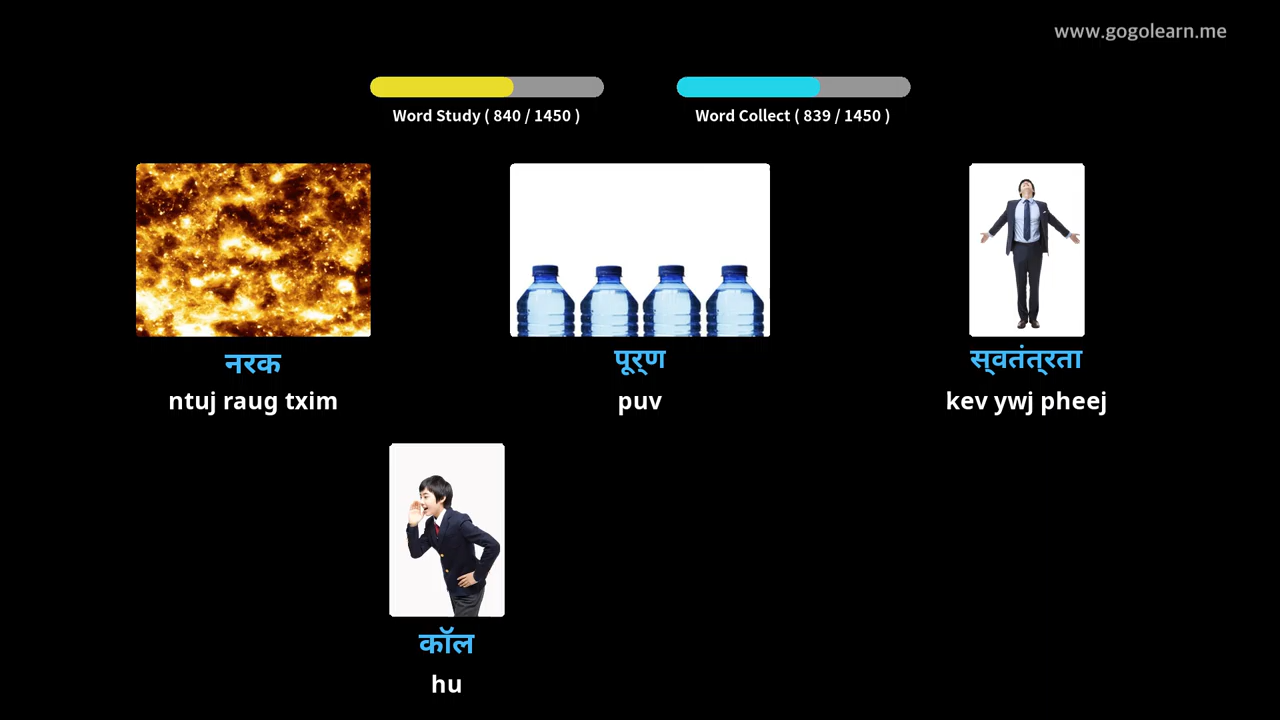 www.gogolearn.me
Word Study ( 840 / 1450 )
Word Collect ( 839 / 1450 )
नरक
ntuj raug txim
पूर्ण
puv
स्वतंत्रता
kev ywj pheej
कॉल
hu